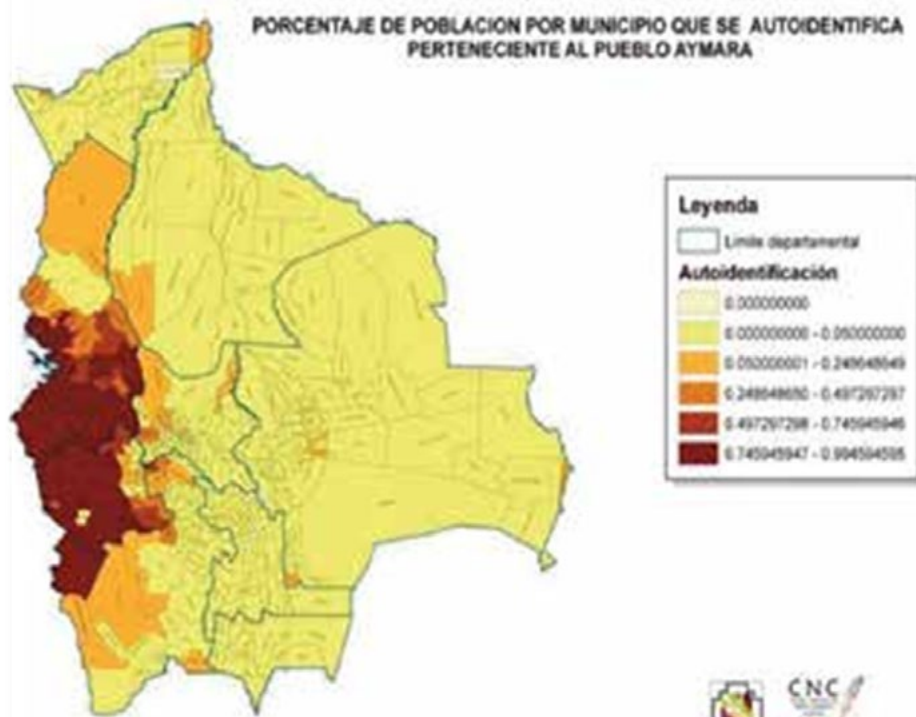 PORCENTAJE DE POBLACION POR MUNICIPIO QUE SE AUTOIDENTIFICA
PERTENECIENTE AL PUEBLO AYMARA
Leyenda
Limite departamental
Autoidentificación
0.000000000
0.000000000 - 0.050000000
0.050000001 - 0.248648649
0.248648650 - 0.497297297
0.497297298 - 0.745945946
0.745945947 - 0.994594595
CNC